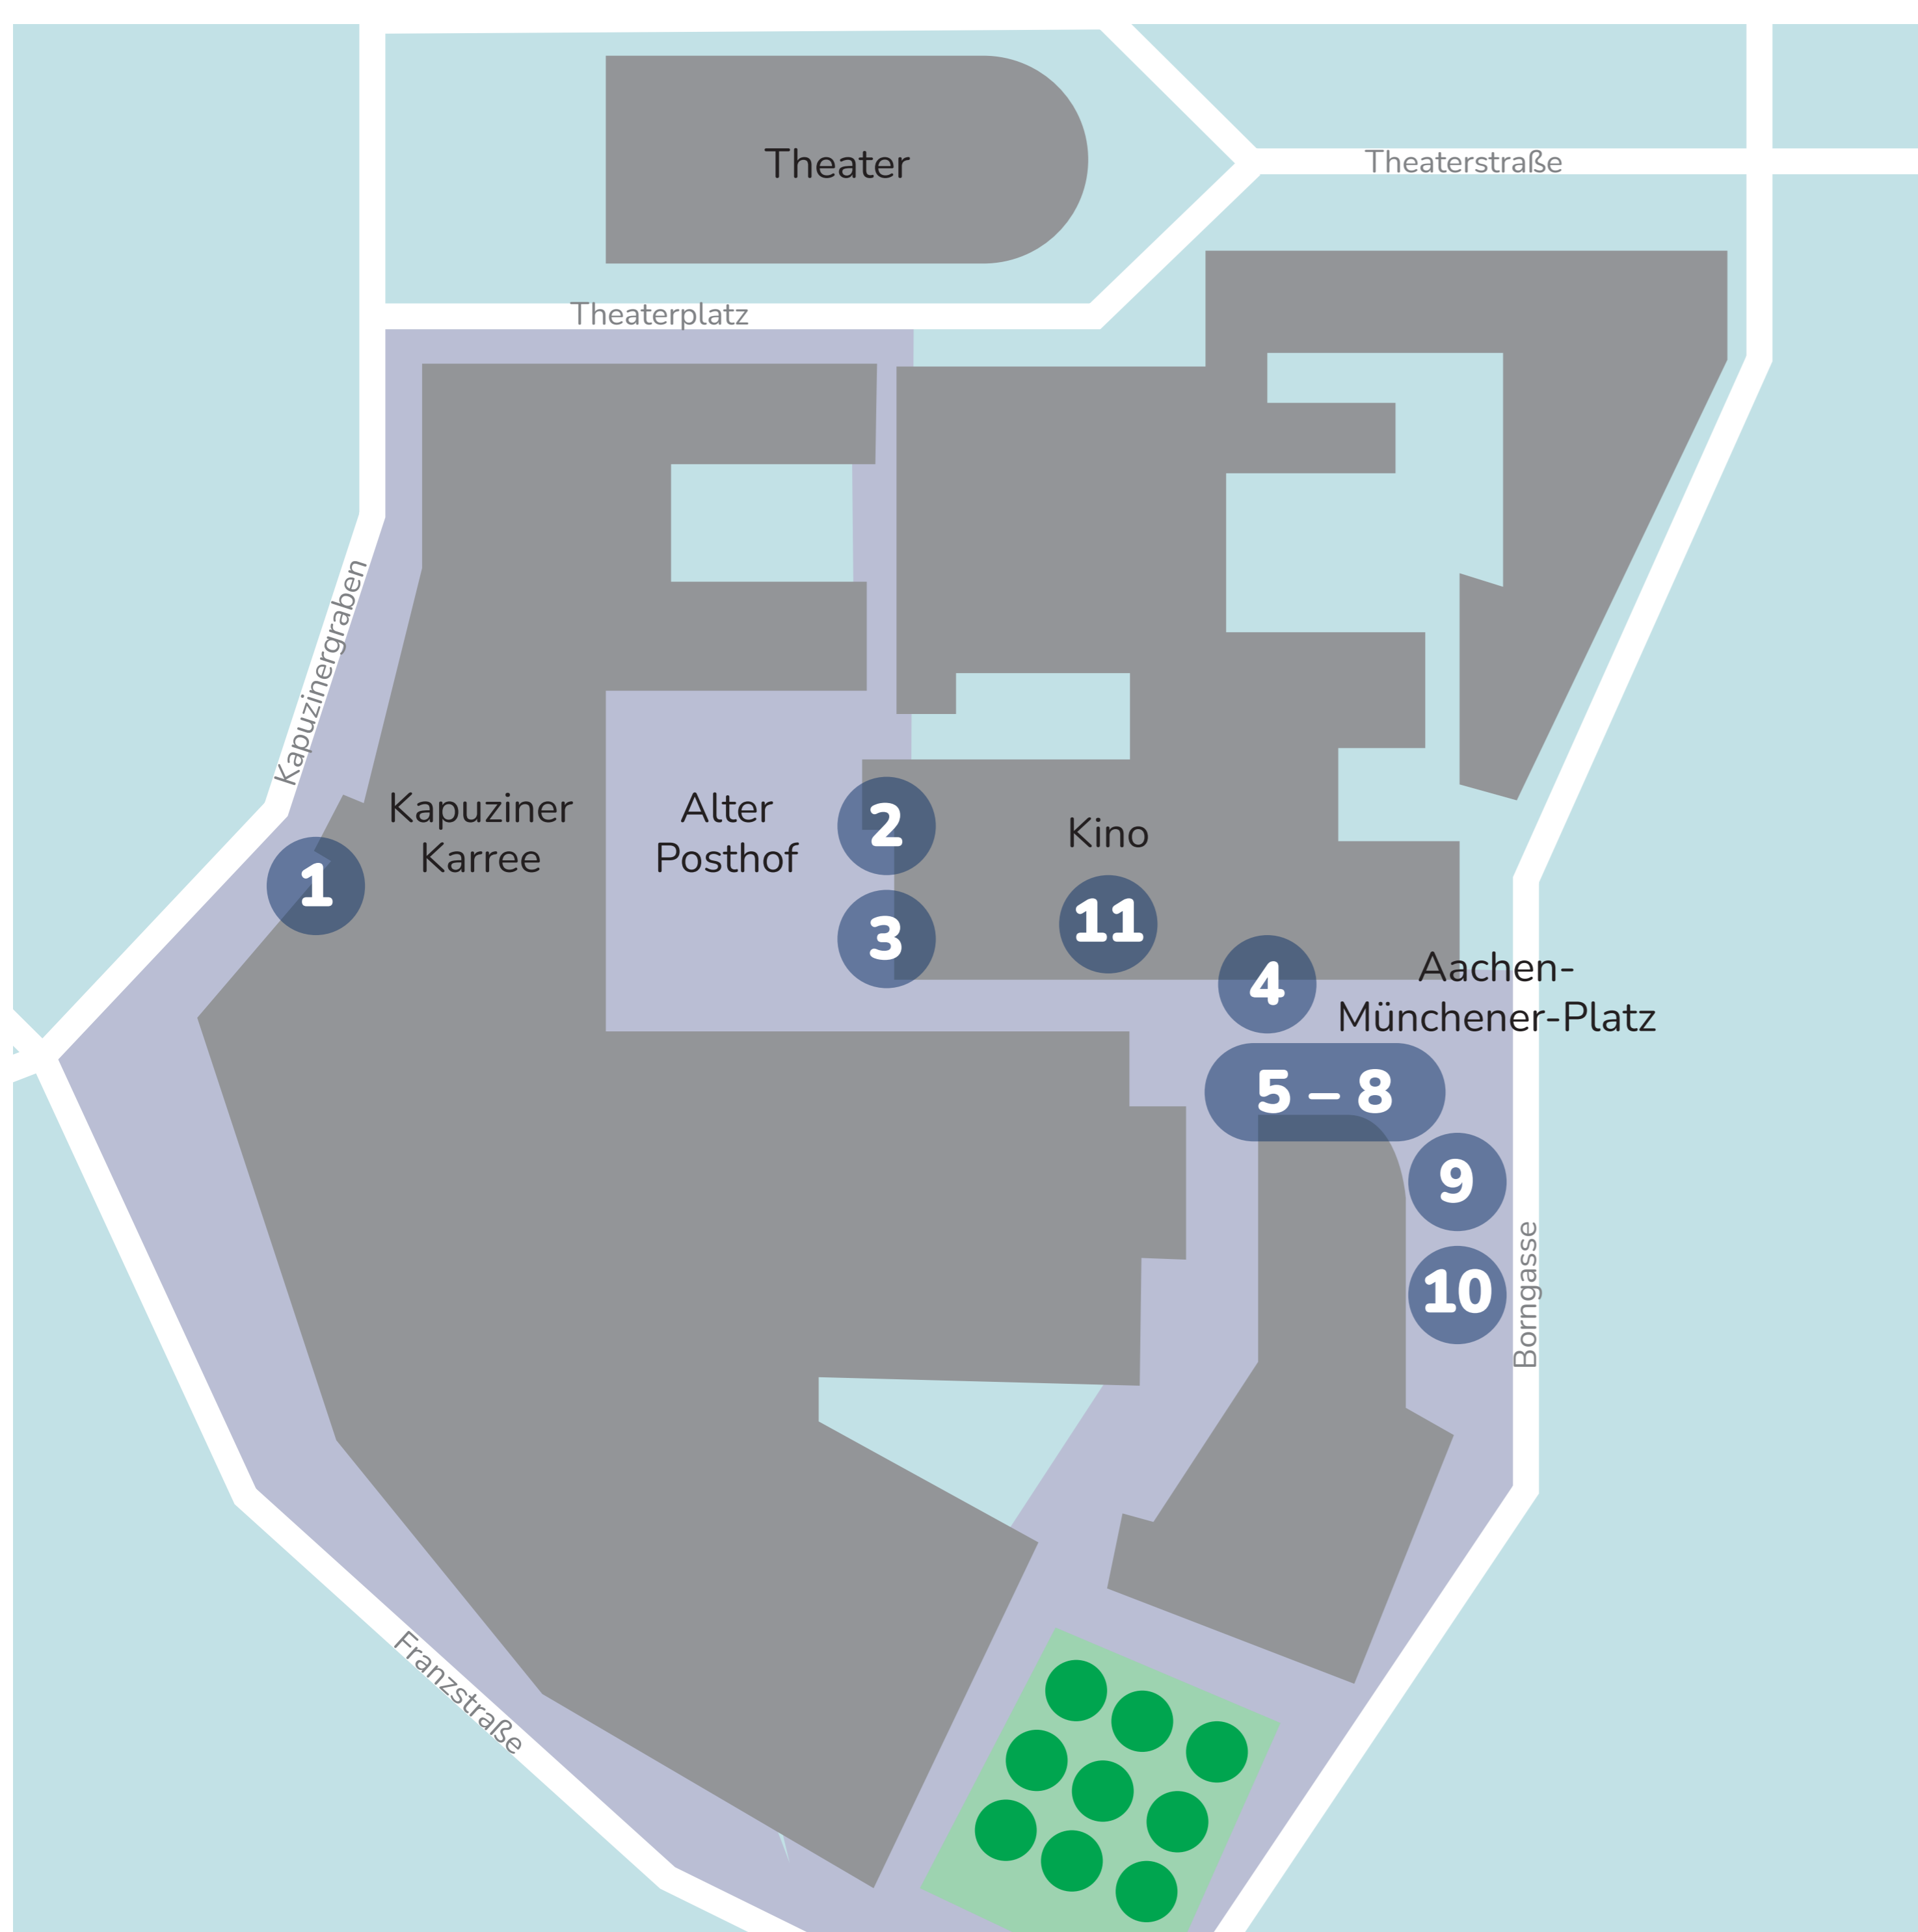 Theater
Theaterstraße
Theaterplatz
Kapuzinergraben
Kapuziner
Karree
Alter
Posthof
1
2
3
Kino
11
4
Aachen-
Münchener-Platz
5 – 8
9
10
Borngasse
Franzstraße